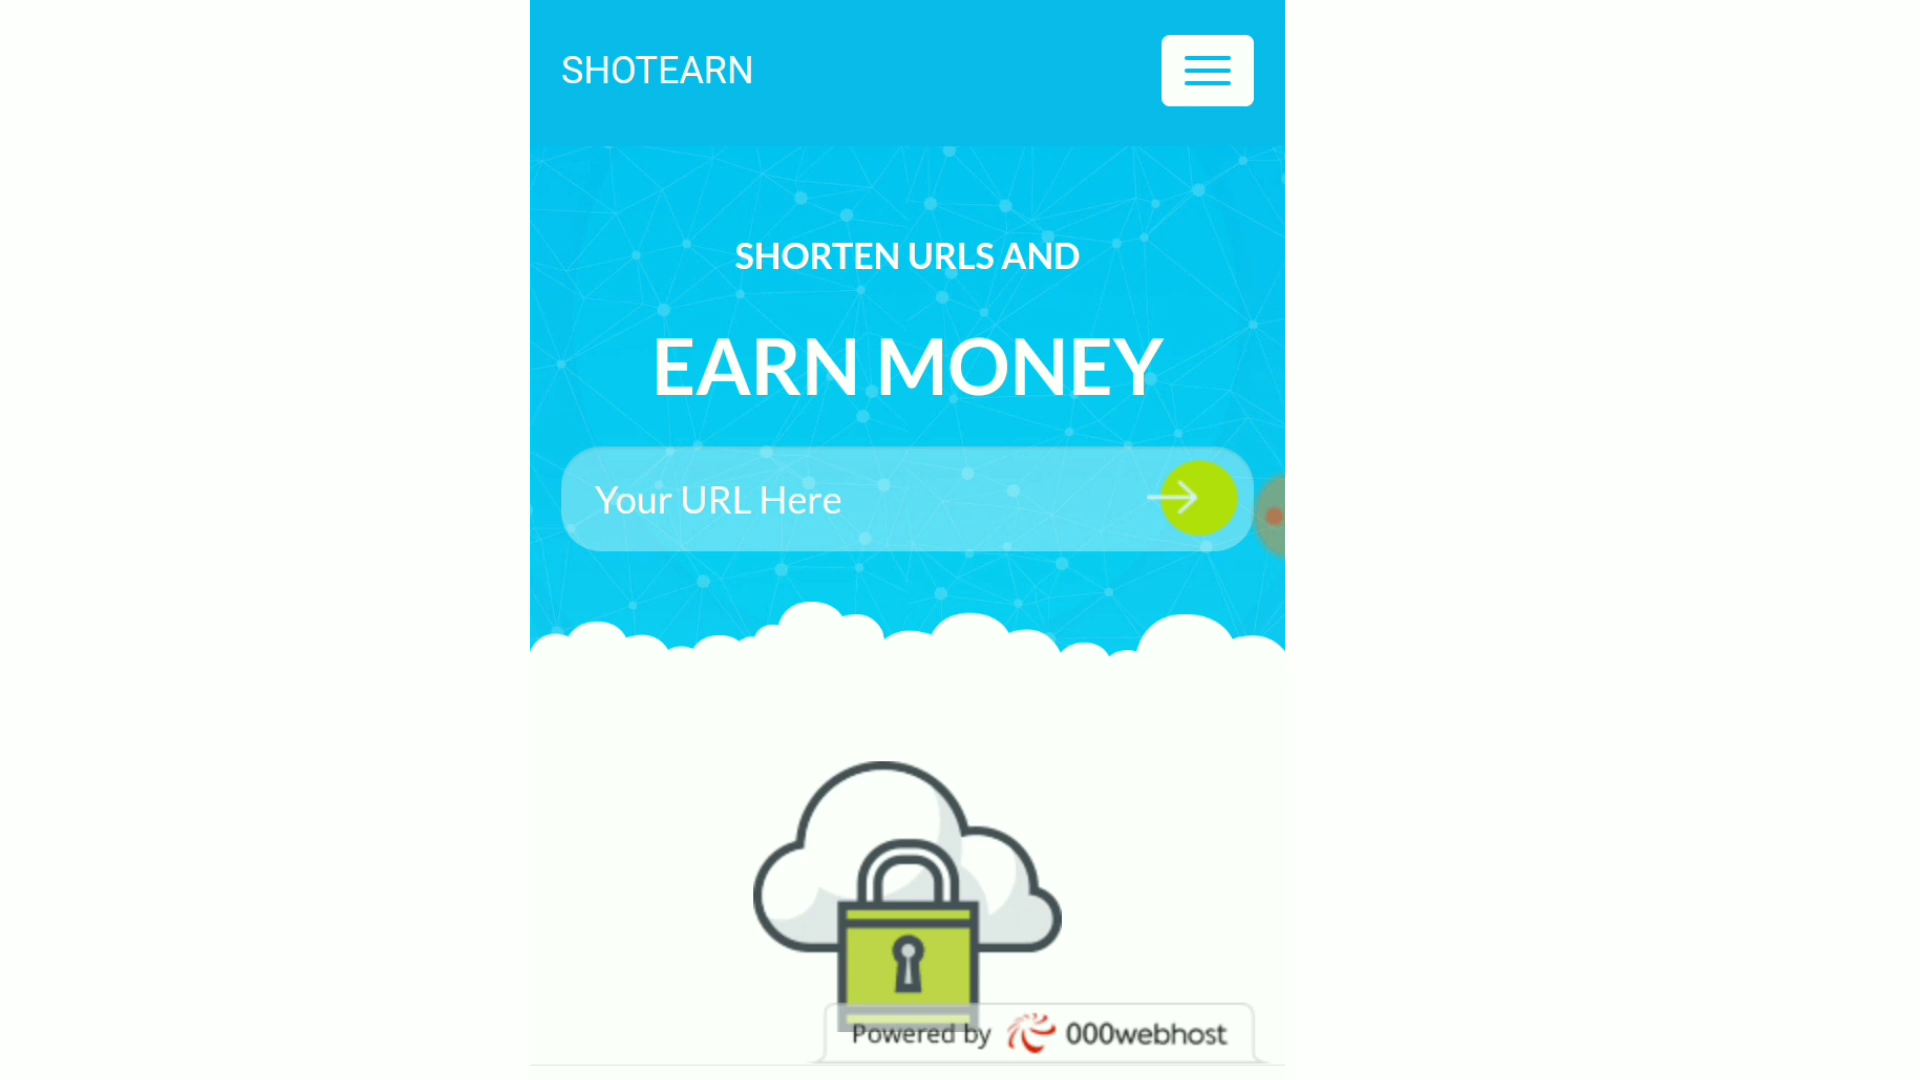 SHOTEARN
SHORTEN URLS AND
EARN MONEY
Your URL Here
Powered by 000webhost